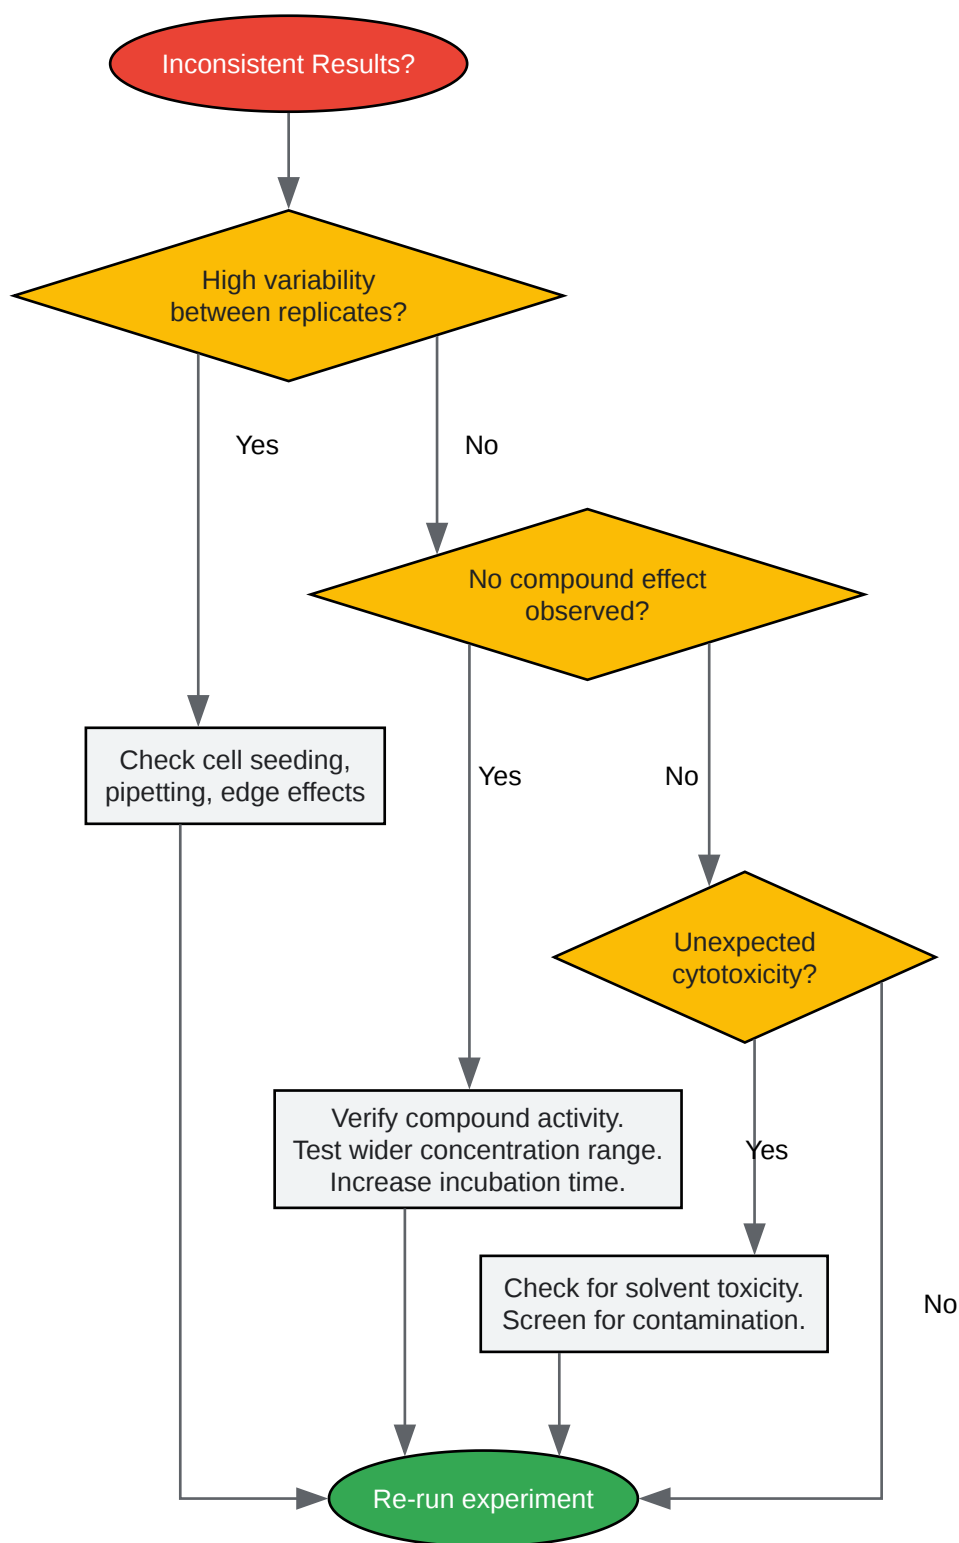 Inconsistent Results?
High variability
between replicates?
Yes
No
No compound effect
observed?
Check cell seeding,
pipetting, edge effects
Yes
No
Unexpected
cytotoxicity?
Verify compound activity.
Test wider concentration range.
Increase incubation time.
Yes
Check for solvent toxicity.
Screen for contamination.
No
Re-run experiment